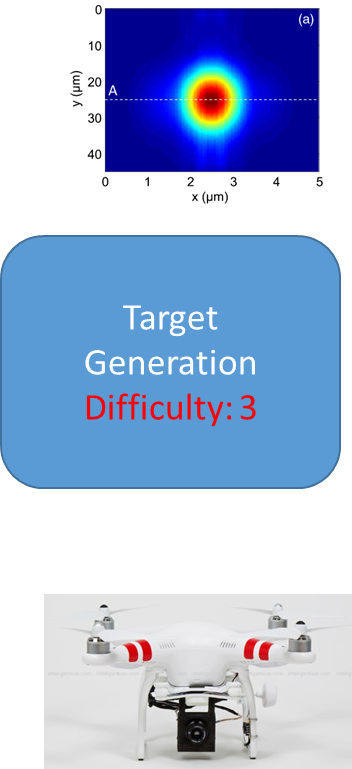 (a)
0
10
20
30
40
y (µm)
A
0 1 2 3 4 5
x (µm)
Target
Generation
Difficulty: 3